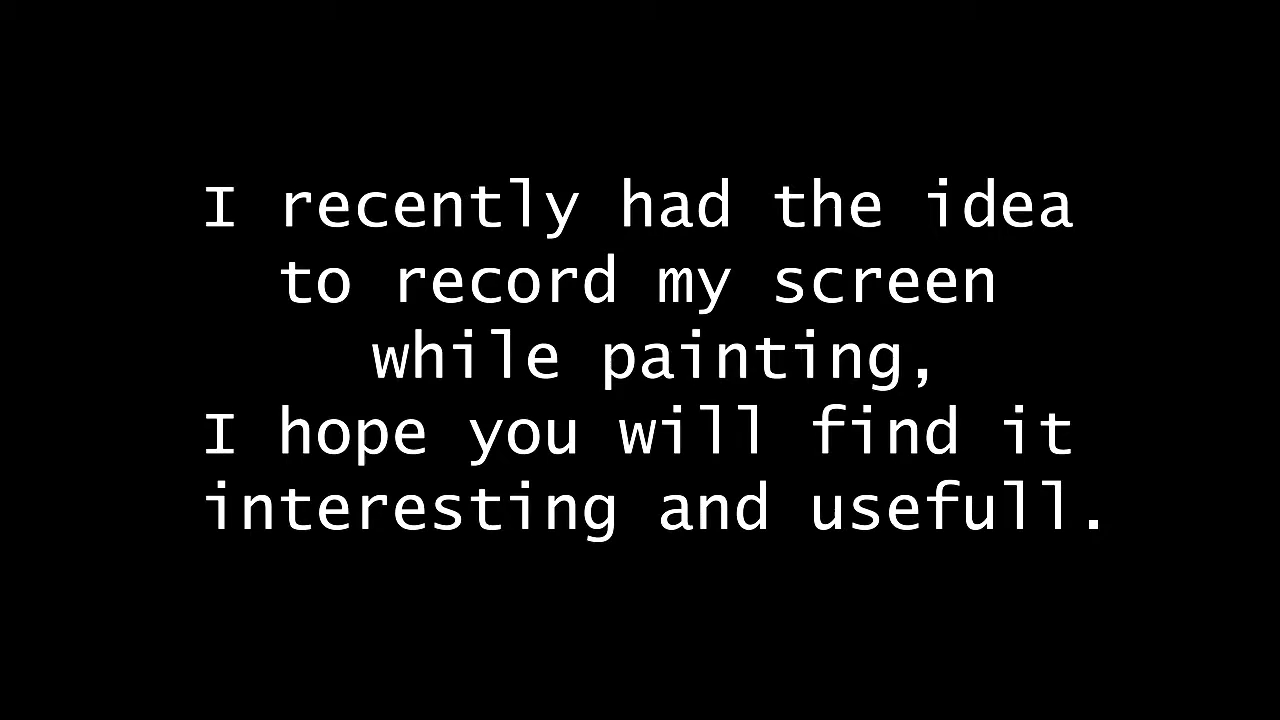 I recently had the idea
to record my screen
while painting,
I hope you will find it
interesting and usefull.